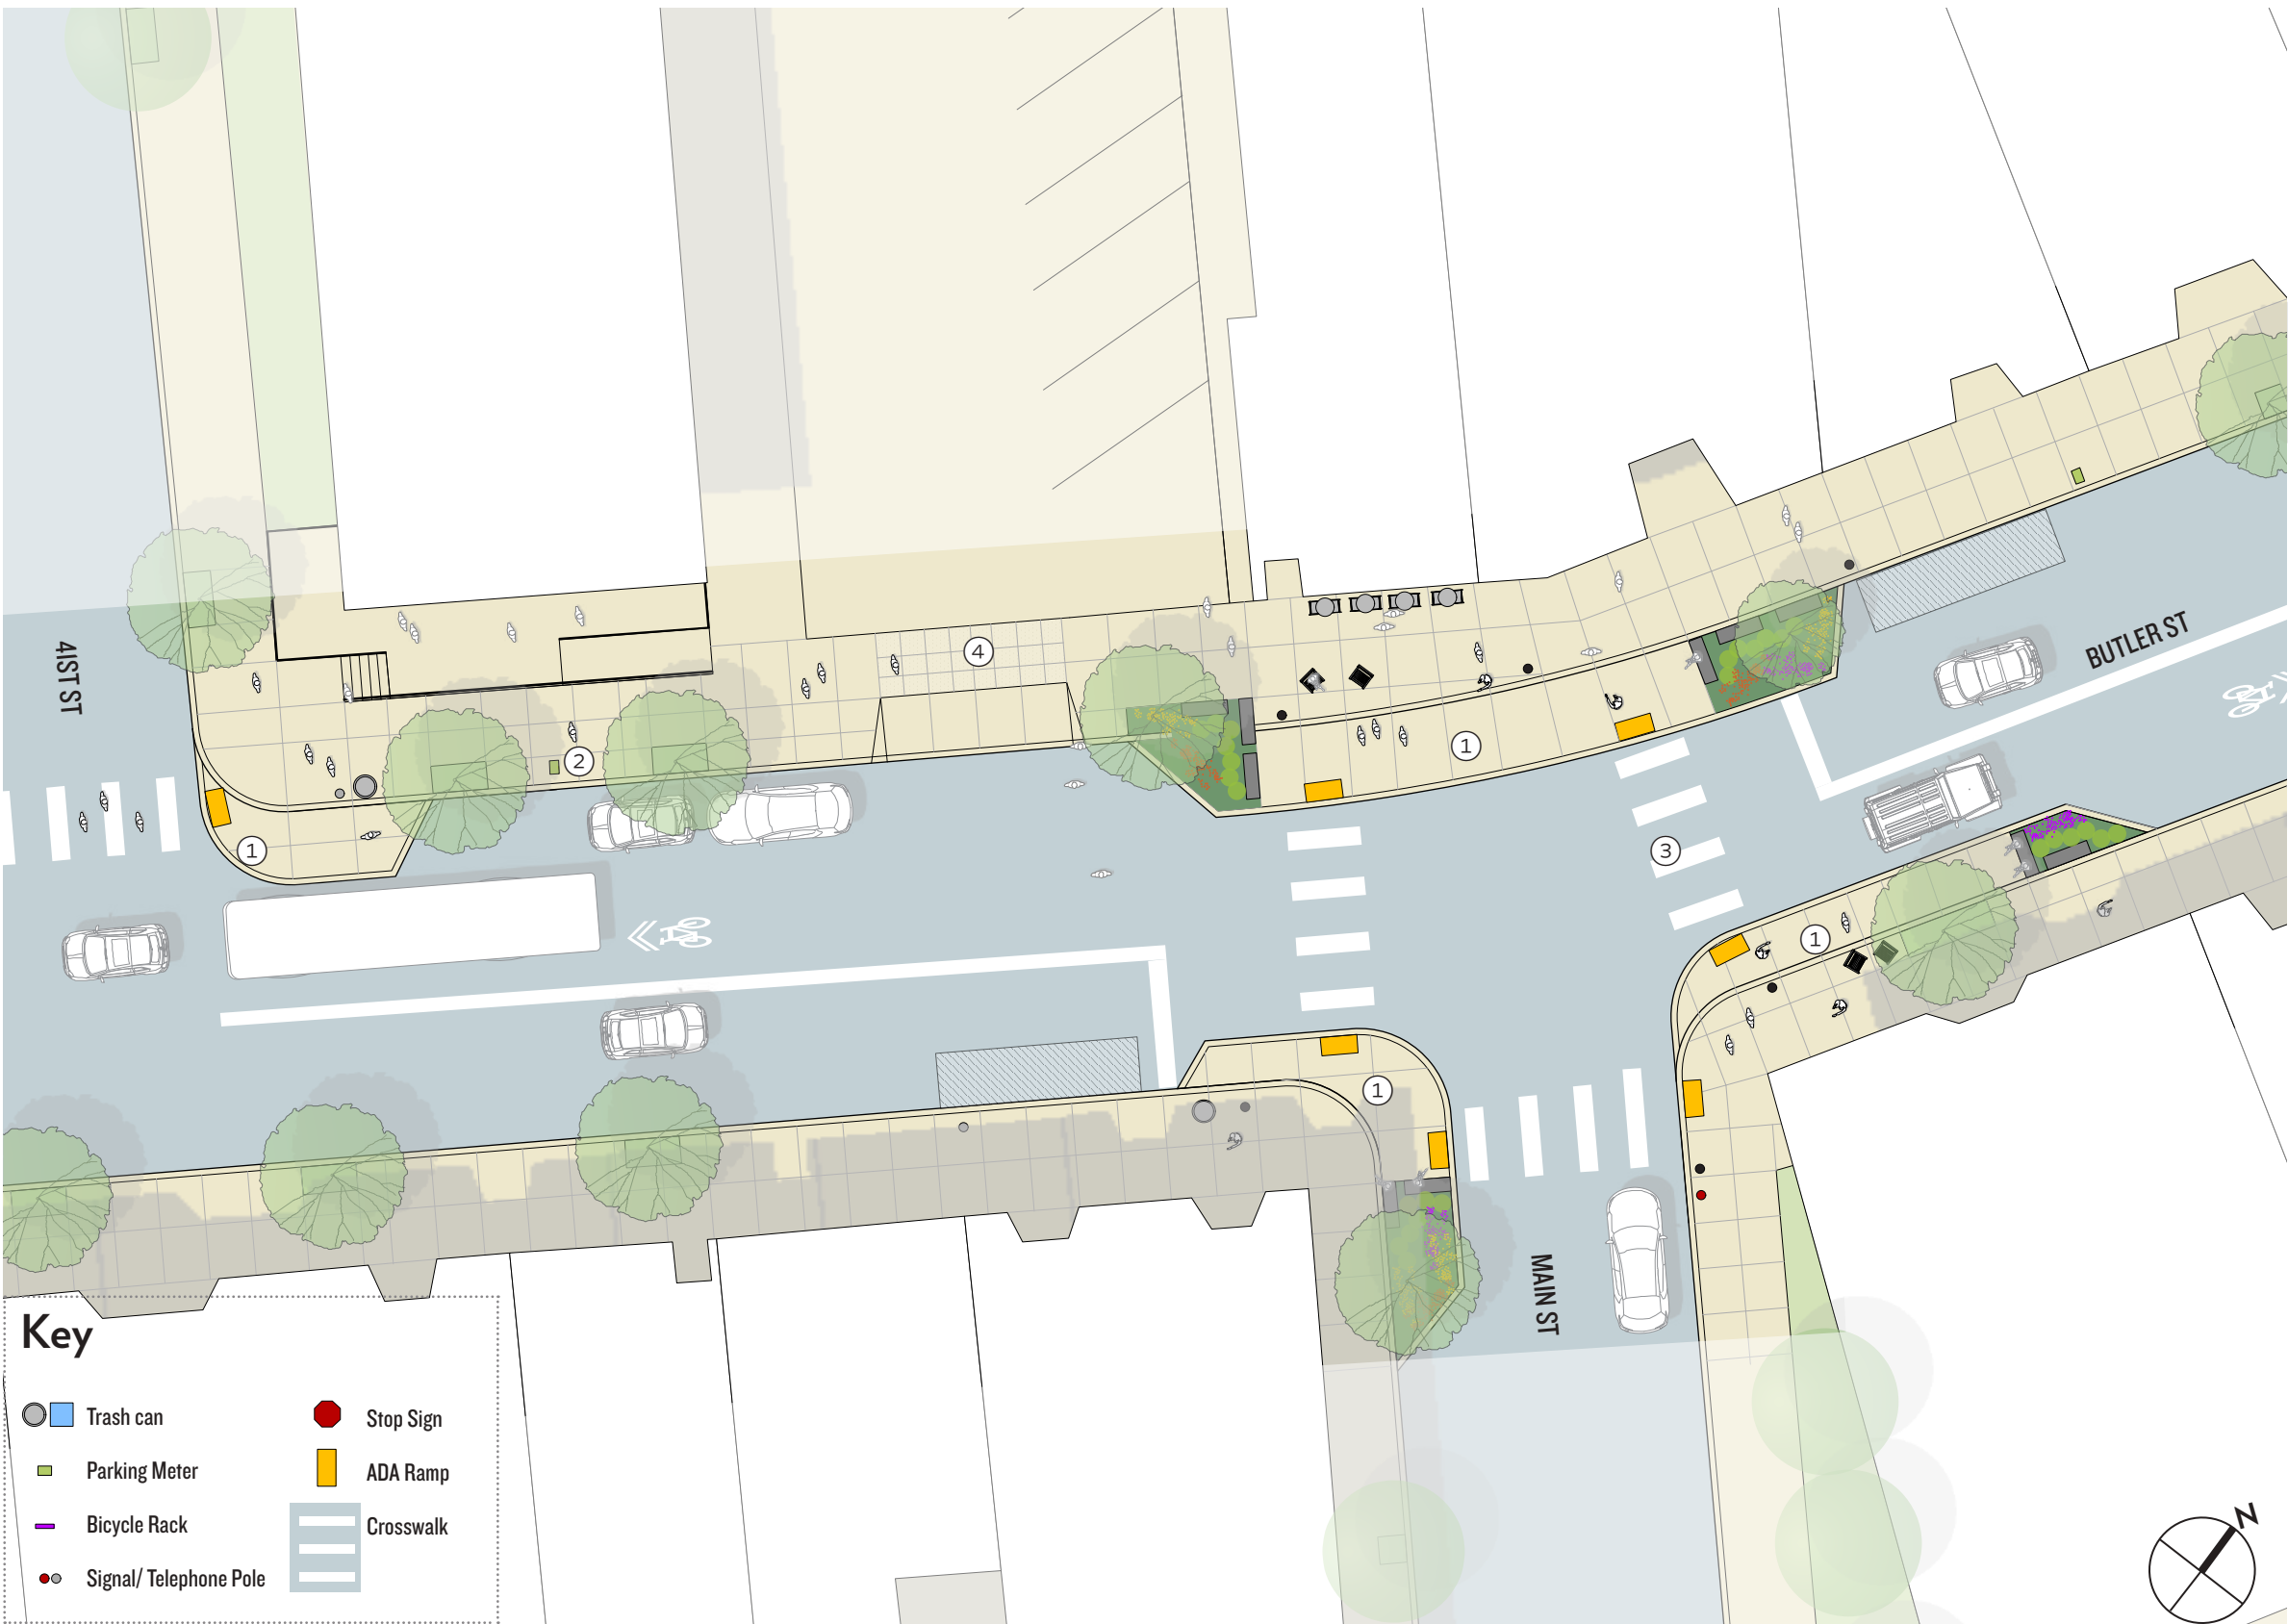 41ST ST
4
2
1
1
BUTLER ST
3
1
1
MAIN ST
Key
Trash can
Parking Meter
Bicycle Rack
Signal/ Telephone Pole
Stop Sign
ADA Ramp
Crosswalk
N